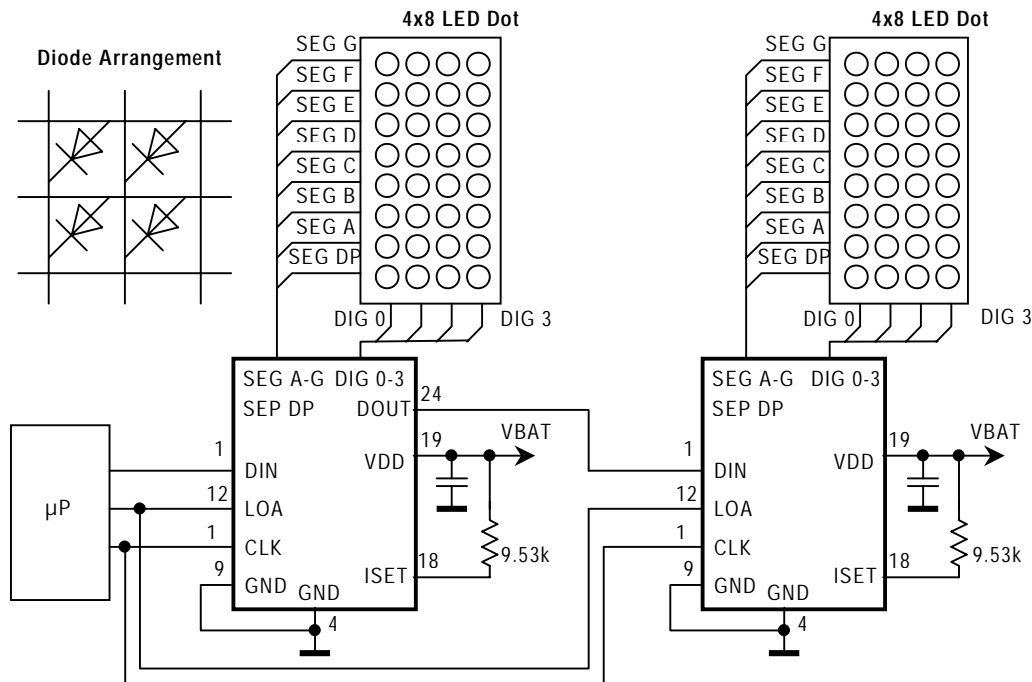 4x8 LED Dot
4x8 LED Dot
Diode Arrangement
SEG G
SEG F
SEG E
SEG D
SEG C
SEG B
SEG A
SEG DP
SEG G
SEG F
SEG E
SEG D
SEG C
SEG B
SEG A
SEG DP
DIG 0
DIG 3
DIG 0
DIG 3
µP
SEG A-G DIG 0-3
SEP DP DOUT
24
19
VDD
VBAT
1
DIN
12
LOA
1
CLK
9
GND
GND
4
ISET
18
9.53k
SEG A-G DIG 0-3
SEP DP
19
VDD
VBAT
1
DIN
12
LOA
1
CLK
9
GND
GND
4
ISET
18
9.53k